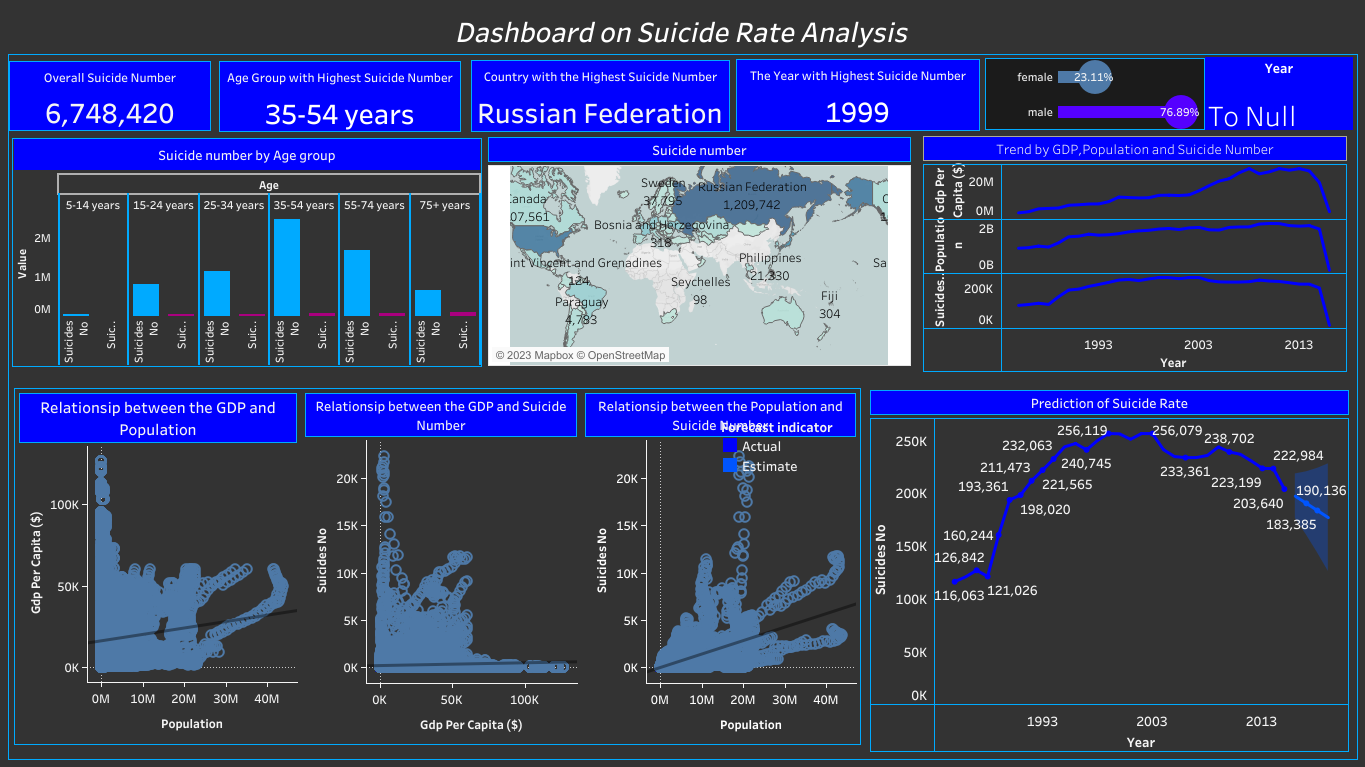 Dashboard on Suicide Rate Analysis
Overall Suicide Number
6,748,420
Age Group with Highest Suicide Number
35-54 years
Country with the Highest Suicide Number
Russian Federation
The Year with Highest Suicide Number
1999
female
23.11%
male
76.89%
Year
To Null
Suicide number by Age group
Age
5-14 years 15-24 years 25-34 years 35-54 years 55-74 years 75+ years
Value
2M
1M
0M
Suicides No
Suic..
Suicides No
Suic..
Suicides No
Suic..
Suicides No
Suic..
Suicides No
Suic..
Suicides No
Suic..
Suicide number
Sweden
37,795
Russian Federation
1,209,742
anada
07,561
Bosnia and Herzegovina
318
int Vincent and Grenadines
124
Philippines
21,330
Sa
Seychelles
98
Paraguay
4,783
Fiji
304
© 2023 Mapbox © OpenStreetMap
Trend by GDP,Population and Suicide Number
Gdp Per
Capita ($)
20M
0M
Populatio
n
2B
0B
Suicides..
200K
0K
1993 2003 2013
Year
Relationsip between the GDP and
Population
Gdp Per Capita ($)
100K
50K
0K
0M 10M 20M 30M 40M
Population
Relationsip between the GDP and Suicide
Number
Suicides No
20K
15K
10K
5K
0K
0K 50K 100K
Gdp Per Capita ($)
Relationsip between the Population and
Suicide Number
Forecast indicator
Actual
Estimate
Suicides No
20K
15K
10K
5K
0K
0M 10M 20M 30M 40M
Population
Prediction of Suicide Rate
Suicides No
250K
200K
150K
100K
50K
0K
256,119
256,079
232,063
238,702
211,473
240,745
233,361
222,984
193,361
221,565
223,199
190,136
198,020
203,640
160,244
183,385
126,842
116,063
121,026
1993 2003 2013
Year